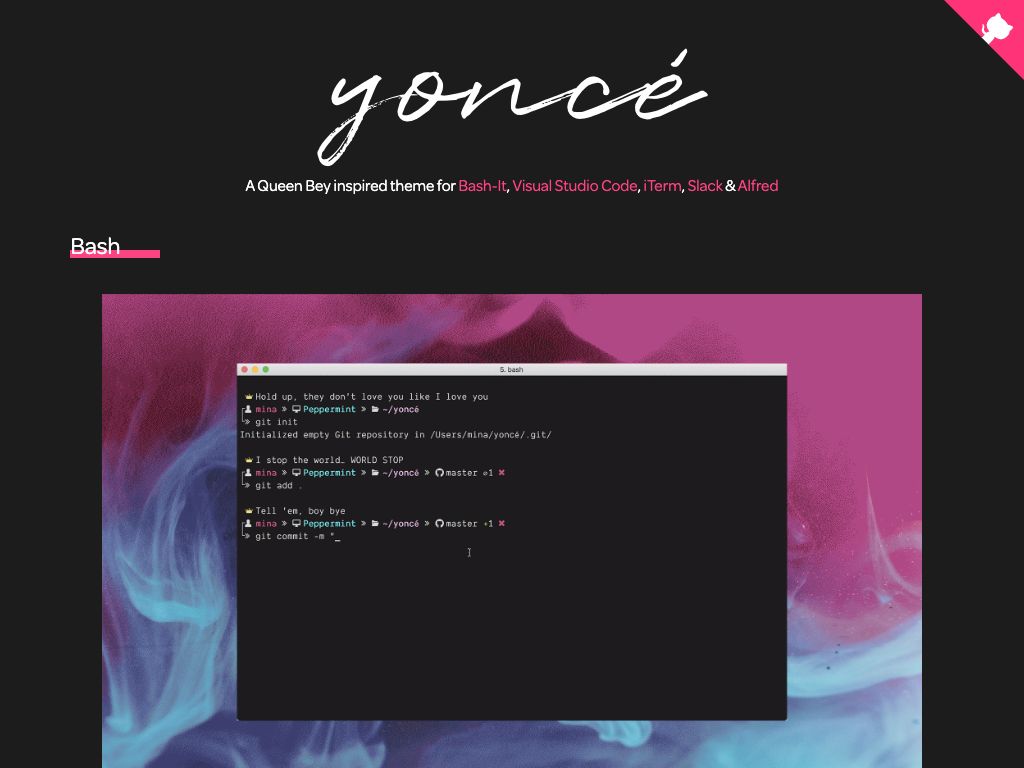 yoncé
A Queen Bey inspired theme for Bash-It, Visual Studio Code, iTerm, Slack & Alfred
Bash
5. bash
Hold up, they don't love you like I love you
mina » Peppermint » ~/yoncé
» git init
Initialized empty Git repository in /Users/mina/yoncé/.git/
I stop the world… WORLD STOP
mina » Peppermint » ~/yoncé » master ⌀1 ✖
» git add .
Tell 'em, boy bye
mina » Peppermint » ~/yoncé » master +1 ✖
» git commit -m "_